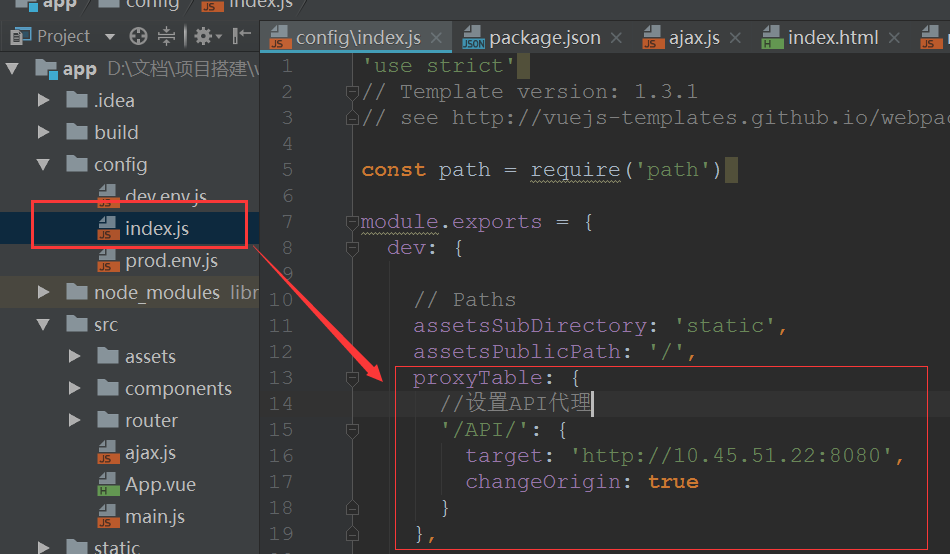 app
config
index.js
Project
config\index.js
package.json
ajax.js
index.html
app D:\文档\项目搭建\
.idea
build
config
dev.env.js
index.js
prod.env.js
node_modules libr
src
assets
components
router
ajax.js
App.vue
main.js
static
1 'use strict'
2 // Template version: 1.3.1
3 // see http://vuejs-templates.github.io/webpac
4
5 const path = require('path')
6
7 module.exports = {
8 dev: {
9
10 // Paths
11 assetsSubDirectory: 'static',
12 assetsPublicPath: '/',
13 proxyTable: {
14 //设置API代理
15 '/API/': {
16 target: 'http://10.45.51.22:8080',
17 changeOrigin: true
18 }
19 },